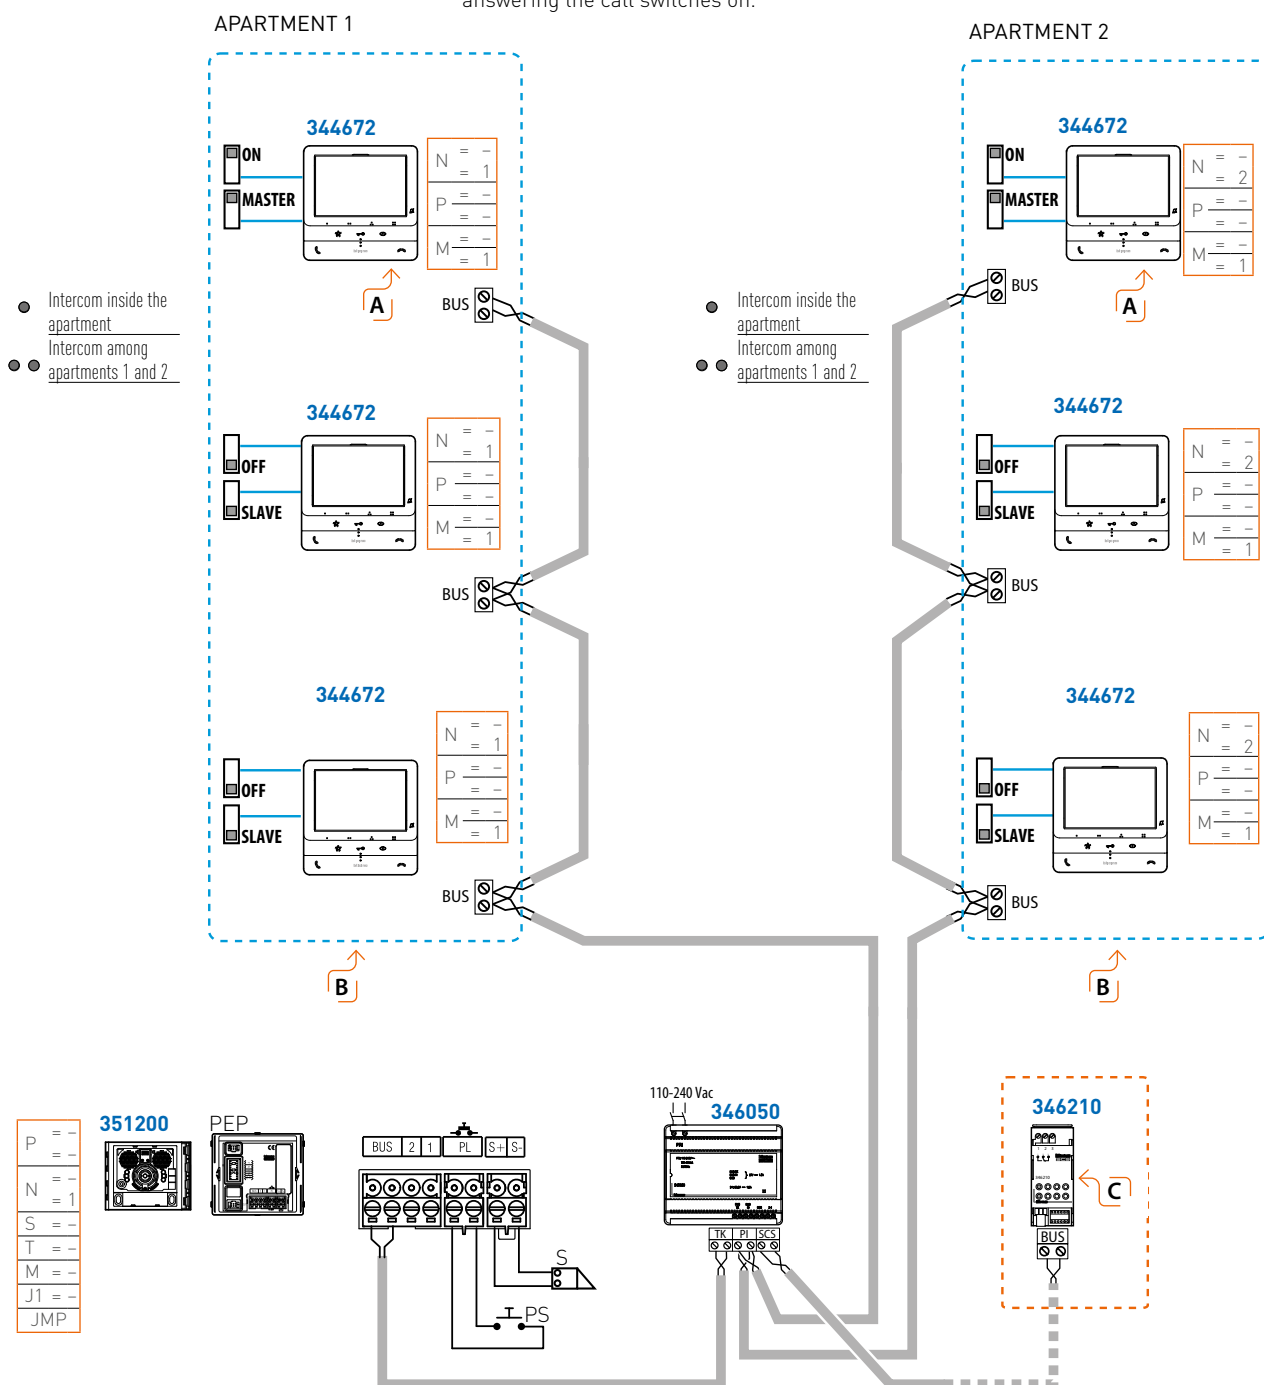 answering the call switches off.
APARTMENT 1
APARTMENT 2
344672
ON
MASTER
N = –
= 1
P = –
= –
M = –
= 1
A
BUS
Intercom inside the
apartment
Intercom among
apartments 1 and 2
344672
OFF
SLAVE
N = –
= 1
P = –
= –
M = –
= 1
BUS
344672
OFF
SLAVE
N = –
= 1
P = –
= –
M = –
= 1
BUS
B
344672
ON
MASTER
N = –
= 2
P = –
= –
M = –
= 1
A
BUS
Intercom inside the
apartment
Intercom among
apartments 1 and 2
344672
OFF
SLAVE
N = –
= 2
P = –
= –
M = –
= 1
BUS
344672
OFF
SLAVE
N = –
= 2
P = –
= –
M = –
= 1
BUS
B
P = –
= –
N = –
= 1
S = –
T = –
M = –
J1 = –
JMP
351200
PEP
BUS 2 1 PL S+ S-
S
PS
110-240 Vac
346050
TK PI SCS
346210
C
BUS